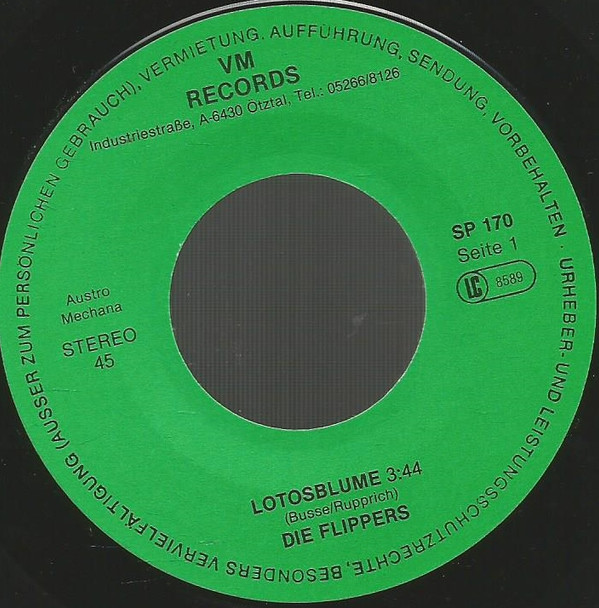 URHEBER- UND LEISTUNGSSCHUTZRECHTE, BESONDERS VERVIELFÄLTIGUNG (AUSSER ZUM PERSÖNLICHEN GEBRAUCH), VERMIETUNG, AUFFÜHRUNG, SENDUNG, VORBEHALTEN ·
VM
RECORDS
Industriestraße, A-6430 Ötztal, Tel.: 05266/8126
SP 170
Seite 1
LC 8589
Austro
Mechana
STEREO
45
LOTOSBLUME 3:44
(Busse/Rupprich)
DIE FLIPPERS